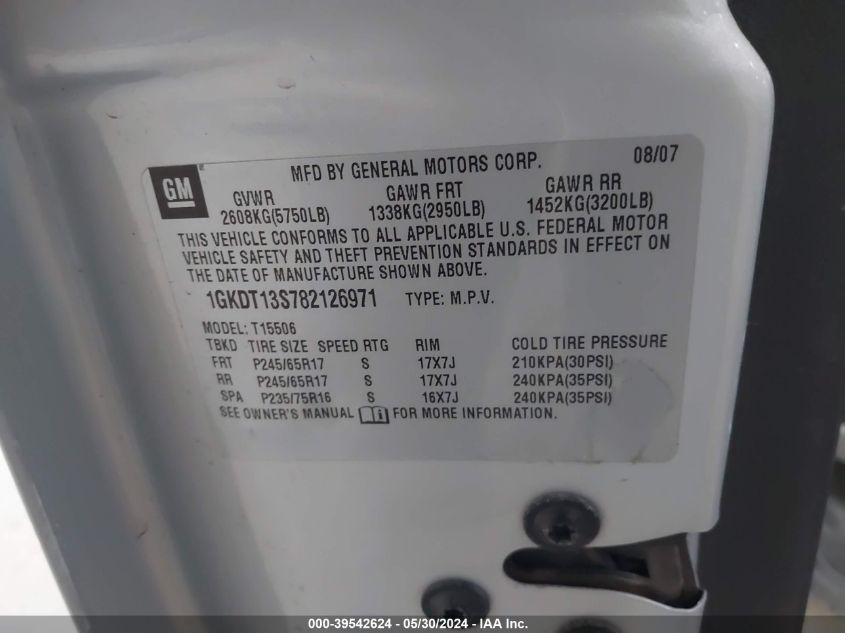 GM
MFD BY GENERAL MOTORS CORP. 08/07
GVWR GAWR FRT GAWR RR
2608KG(5750LB) 1338KG(2950LB) 1452KG(3200LB)
THIS VEHICLE CONFORMS TO ALL APPLICABLE U.S. FEDERAL MOTOR
VEHICLE SAFETY AND THEFT PREVENTION STANDARDS IN EFFECT ON
THE DATE OF MANUFACTURE SHOWN ABOVE.
1GKDT13S782126971 TYPE: M.P.V.
MODEL: T15506
TBKD TIRE SIZE SPEED RTG RIM COLD TIRE PRESSURE
FRT P245/65R17 S 17X7J 210KPA(30PSI)
RR P245/65R17 S 17X7J 240KPA(35PSI)
SPA P235/75R16 S 16X7J 240KPA(35PSI)
SEE OWNER'S MANUAL i FOR MORE INFORMATION.
000-39542624 - 05/30/2024 - IAA Inc.